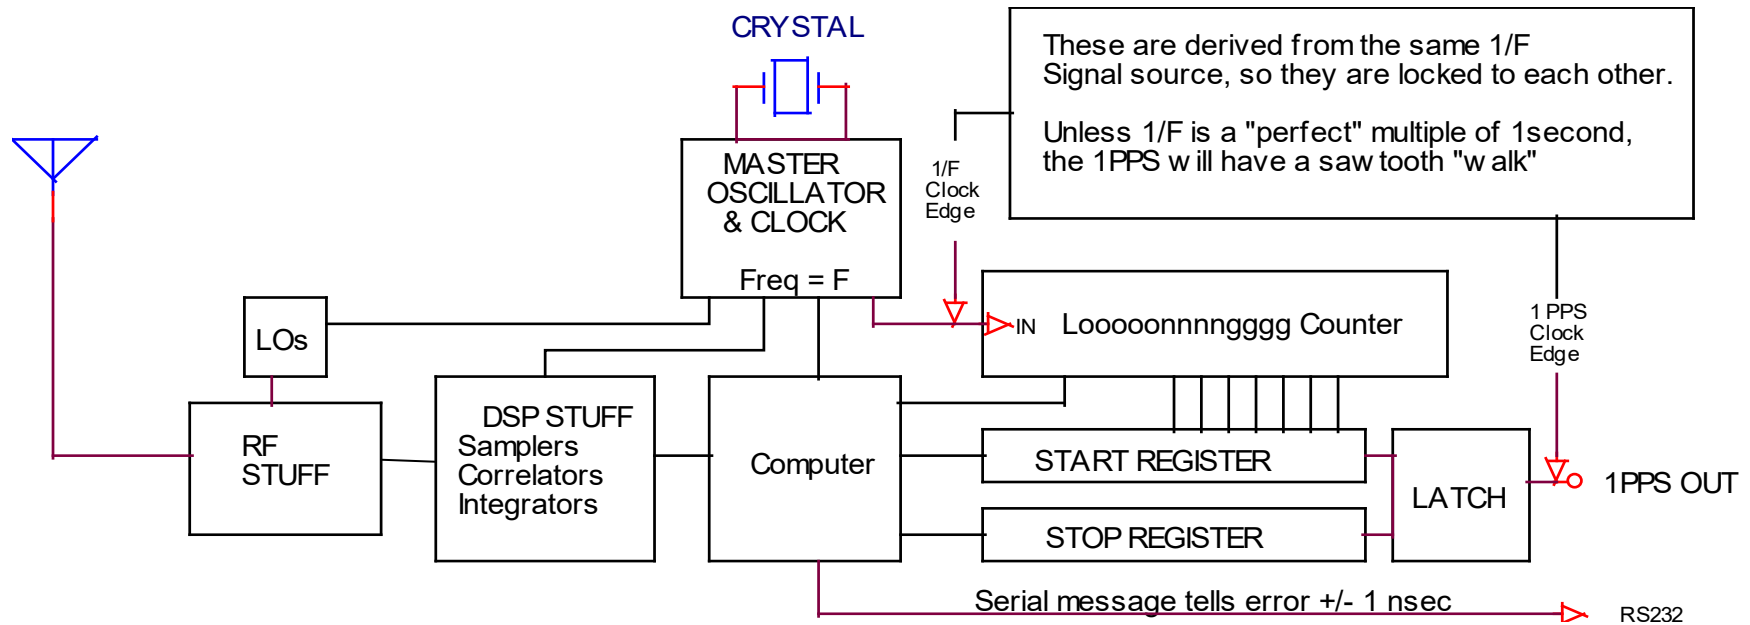 CRYSTAL
These are derived from the same 1/F
Signal source, so they are locked to each other.
Unless 1/F is a "perfect" multiple of 1second,
the 1PPS will have a saw tooth "walk"
MASTER
OSCILLATOR
& CLOCK
Freq = F
1/F
Clock
Edge
LOs
IN
Looooonnnngggg Counter
1 PPS
Clock
Edge
RF
STUFF
DSP STUFF
Samplers
Correlators
Integrators
Computer
START REGISTER
STOP REGISTER
LATCH
1PPS OUT
Serial message tells error +/- 1 nsec
RS232